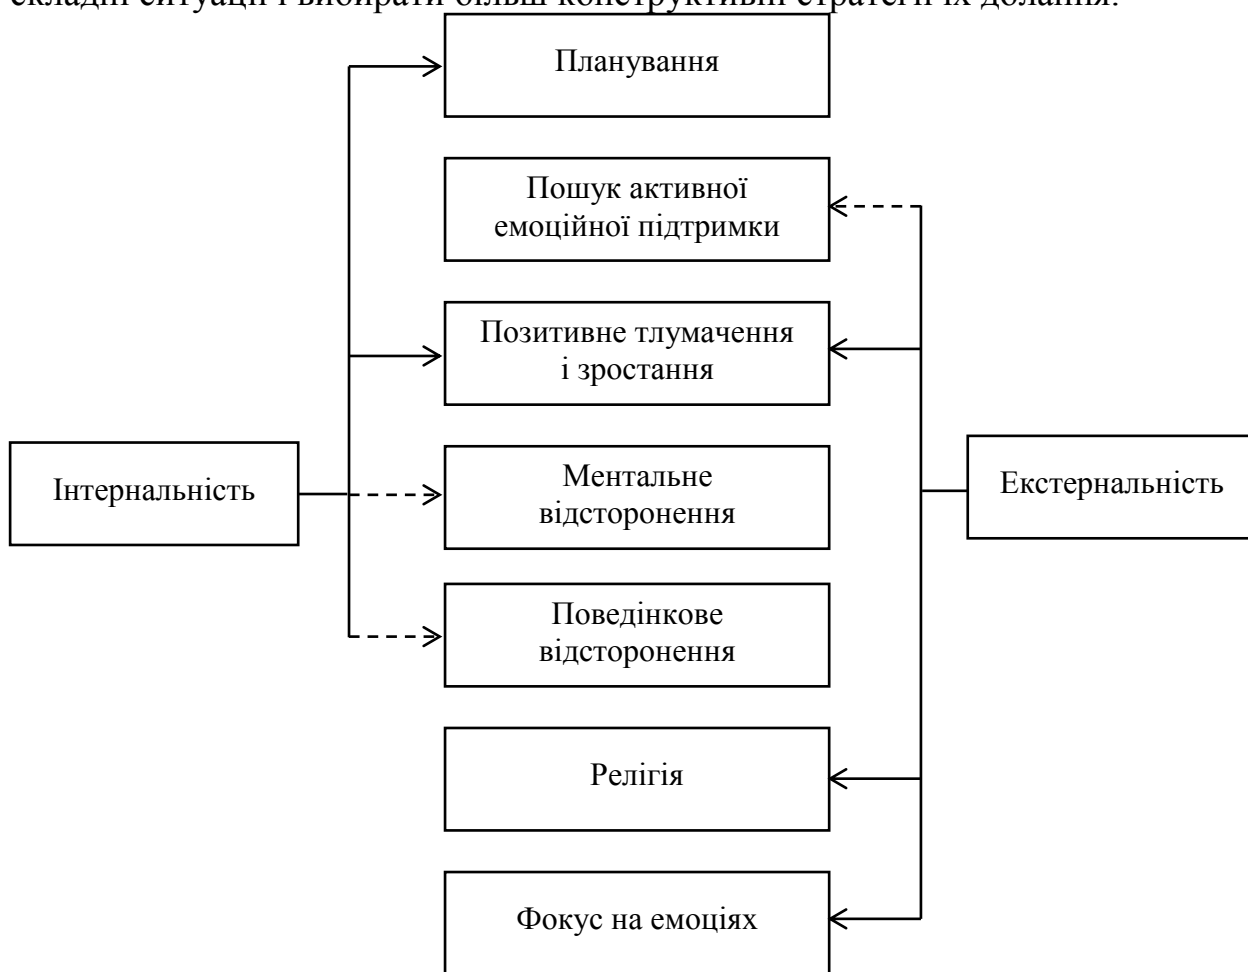 складні ситуації і вибирати більш конструктивні стратегії їх долання.
Планування
Пошук активної
емоційної підтримки
Позитивне тлумачення
і зростання
Інтернальність
Ментальне
відсторонення
Екстернальність
Поведінкове
відсторонення
Релігія
Фокус на емоціях